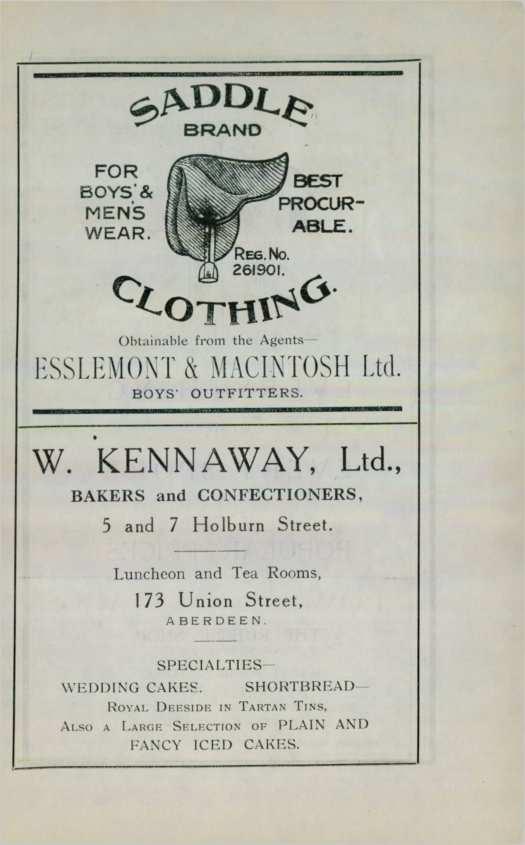 SADDLE
BRAND
FOR
BOYS' &
MEN'S
WEAR.
BEST
PROCUR-
ABLE.
REG. No.
261901.
CLOTHING.
Obtainable from the Agents—
ESSLEMONT & MACINTOSH Ltd.
BOYS' OUTFITTERS.
W. KENNAWAY, Ltd.,
BAKERS and CONFECTIONERS,
5 and 7 Holburn Street.
Luncheon and Tea Rooms,
173 Union Street,
ABERDEEN.
SPECIALTIES—
WEDDING CAKES. SHORTBREAD—
ROYAL DEESIDE IN TARTAN TINS,
ALSO A LARGE SELECTION OF PLAIN AND
FANCY ICED CAKES.